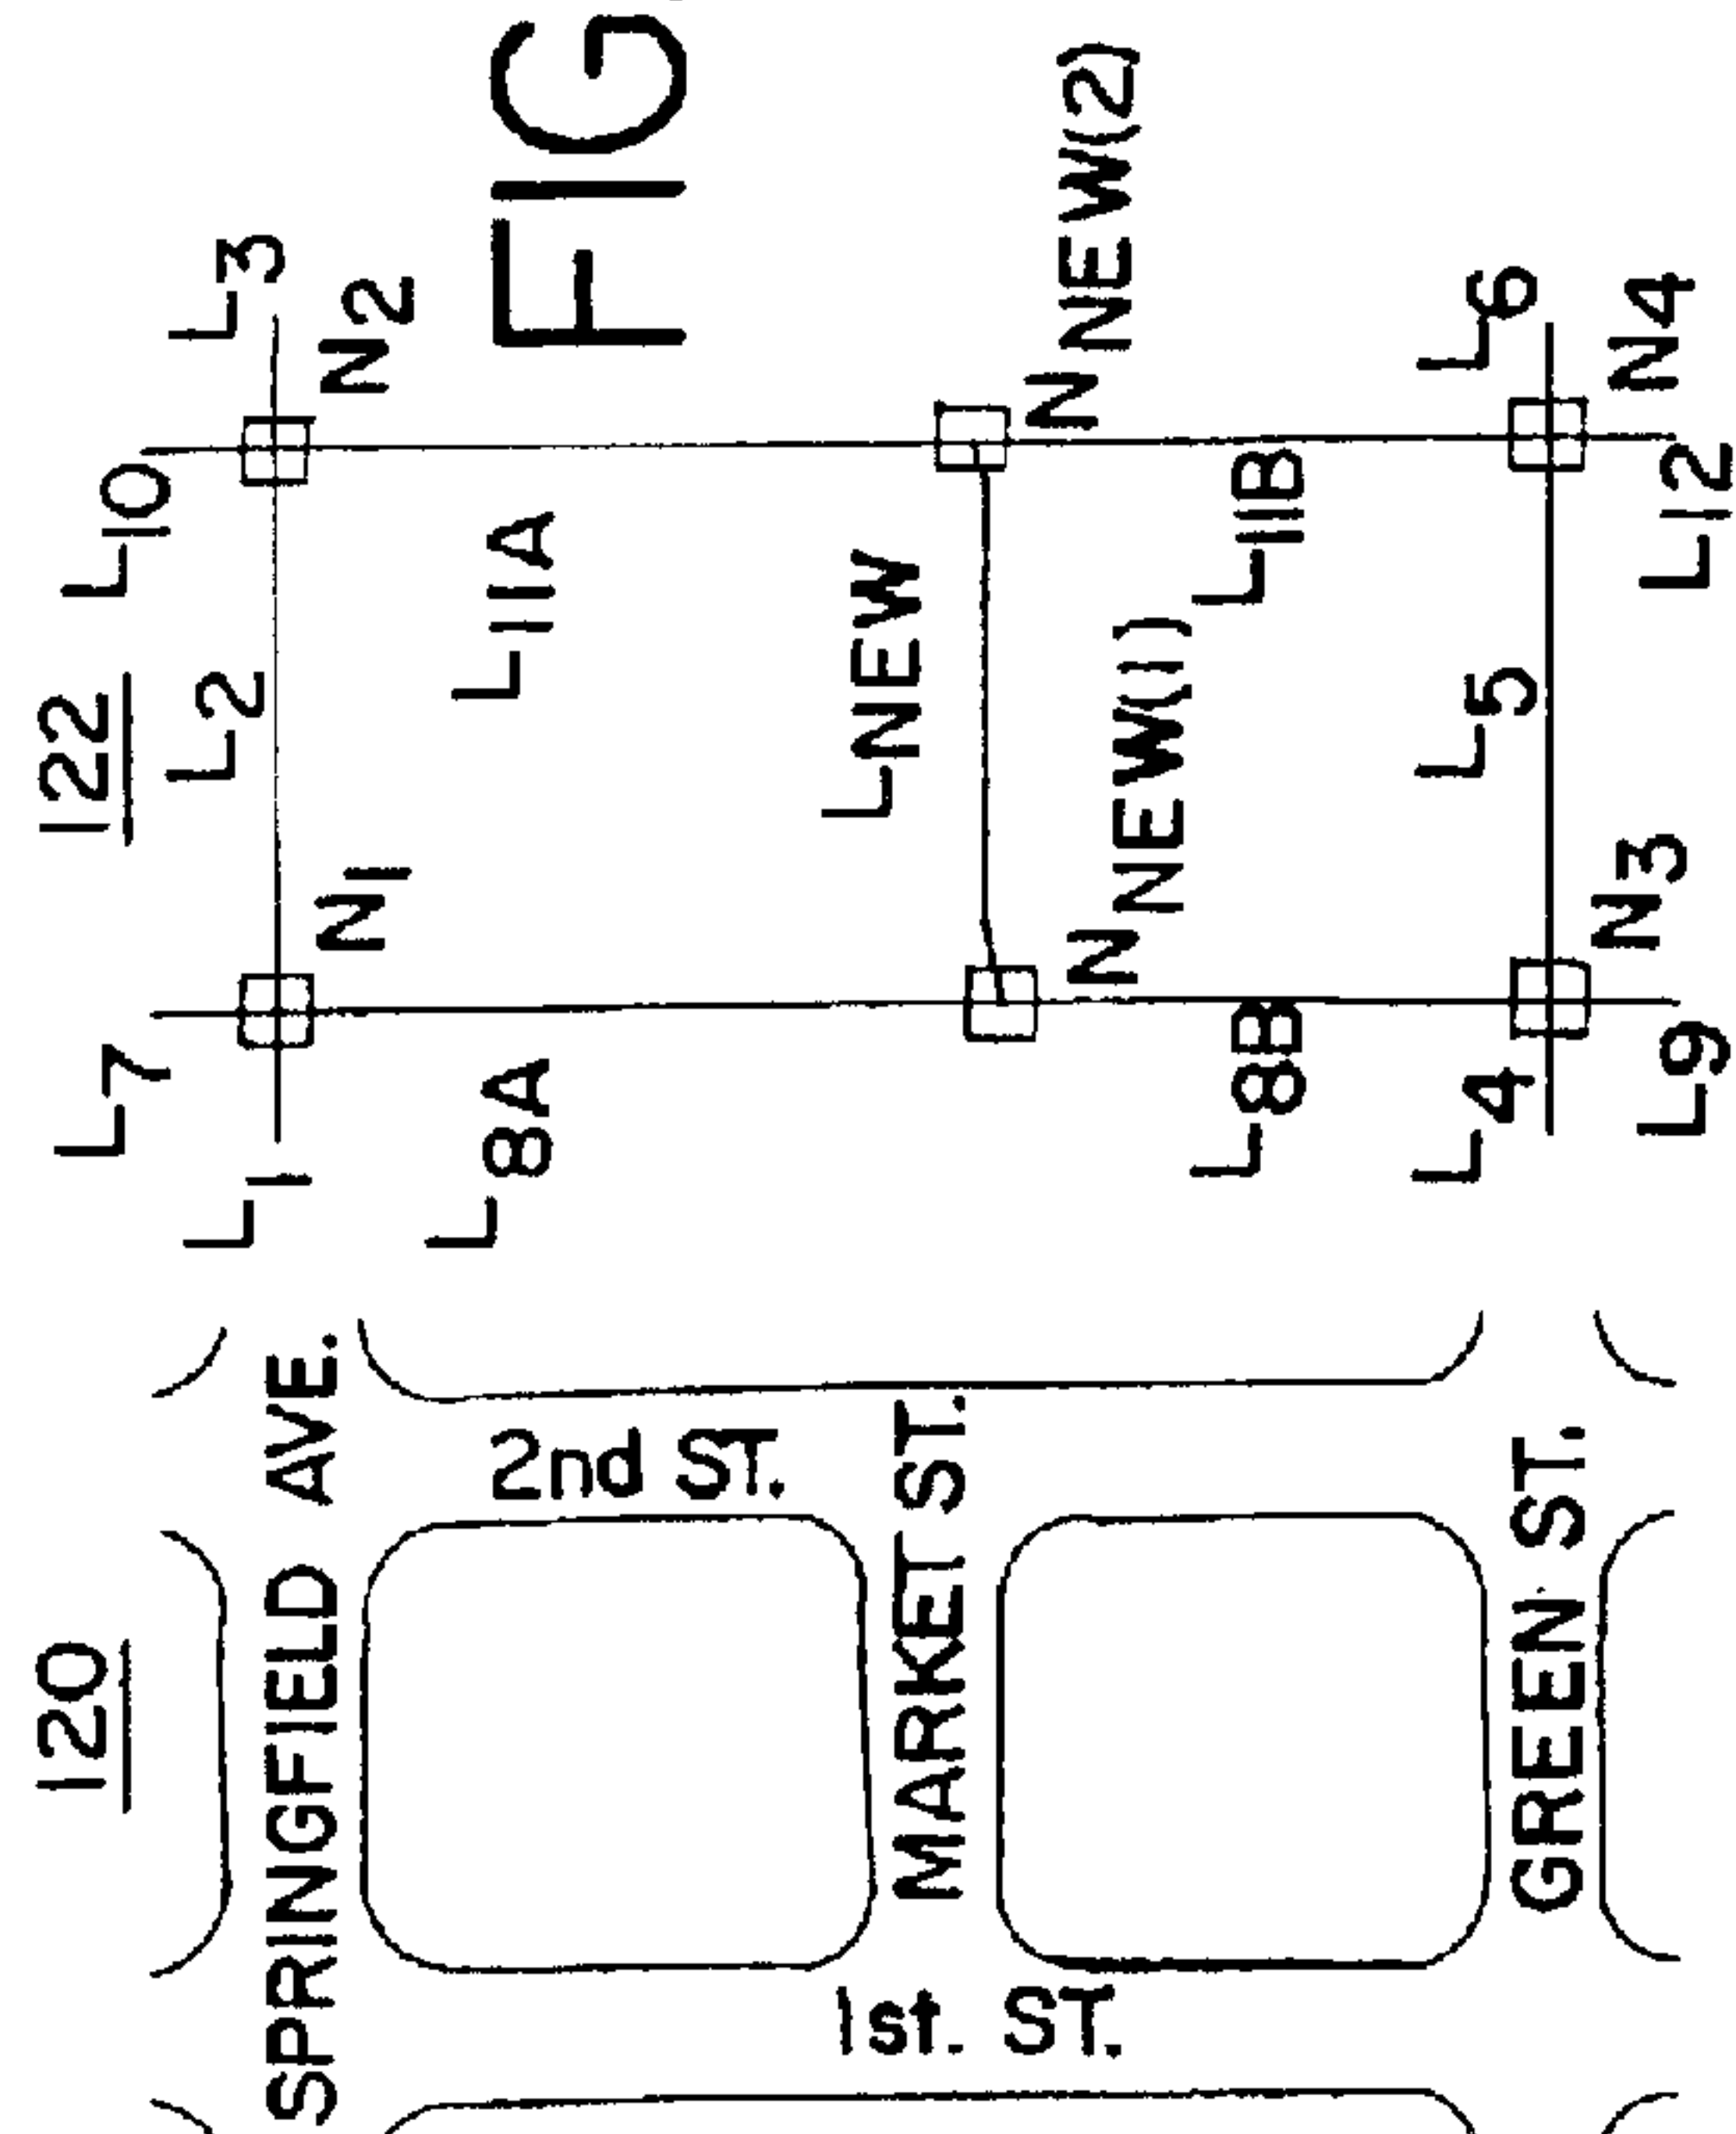 120
122
L7
L10
L2
L3
L1
SPRINGFIELD AVE.
N1
N2
L8A
L11A
FIG
2nd ST.
MARKET ST.
LNEW
NNEW(1)
NNEW(2)
1st. ST.
L8B
L11B
L4
L5
L6
GREEN ST.
N3
N4
L9
L12